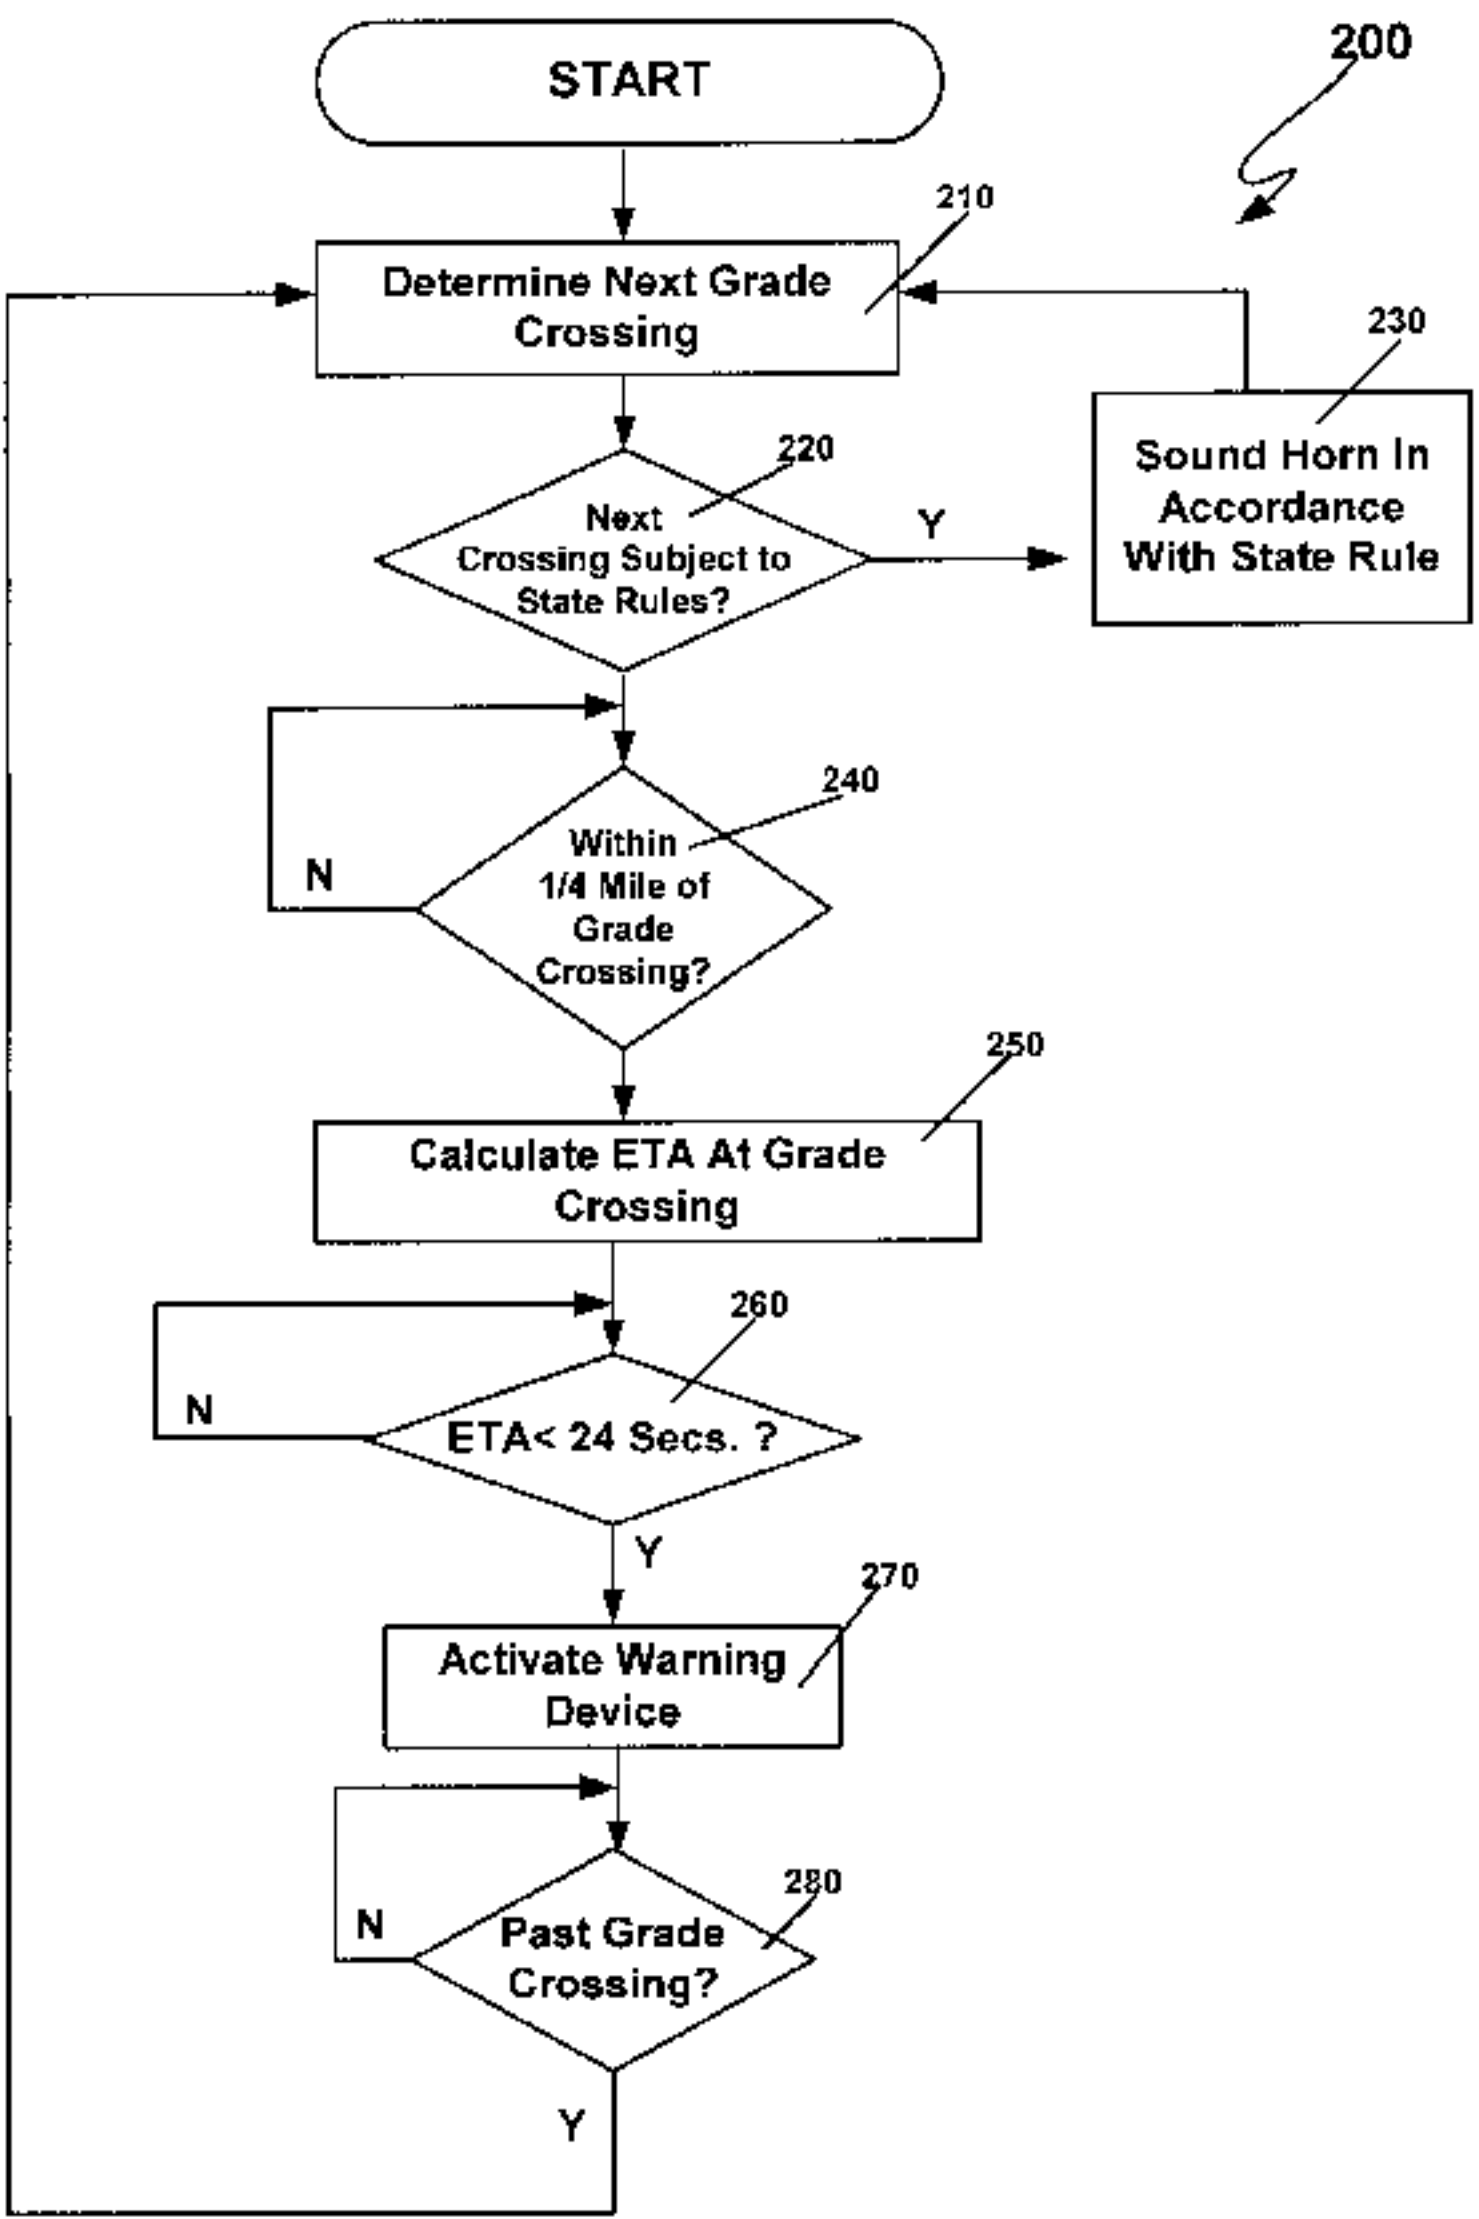 START
200
210
Determine Next Grade
Crossing
230
Sound Horn In
Accordance
With State Rule
220
Next
Crossing Subject to
State Rules?
Y
240
Within
1/4 Mile of
Grade
Crossing?
N
250
Calculate ETA At Grade
Crossing
260
ETA< 24 Secs. ?
N
Y
270
Activate Warning
Device
280
Past Grade
Crossing?
N
Y